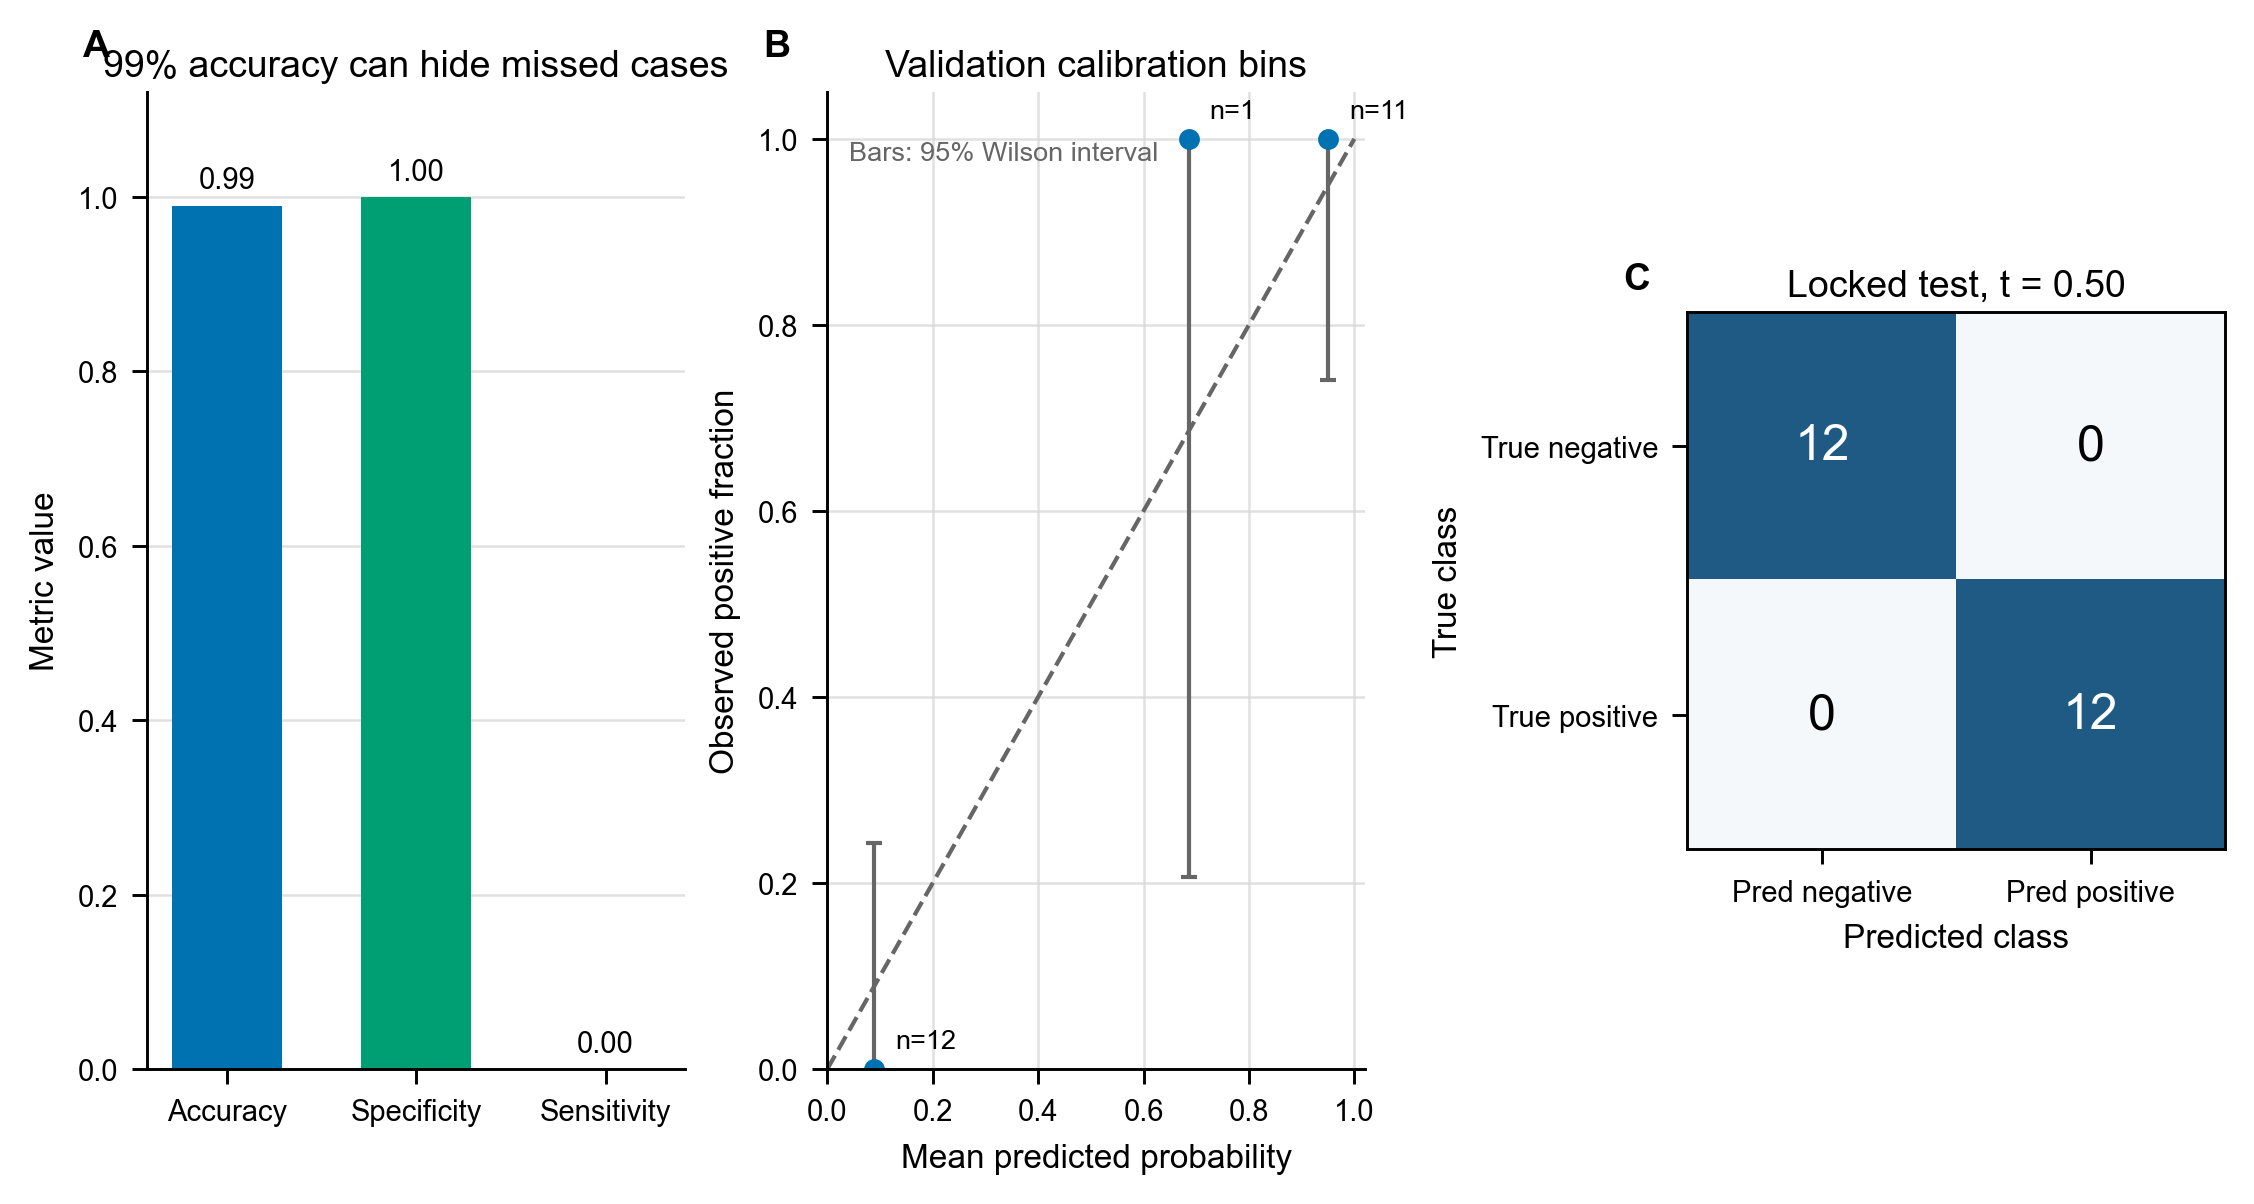 A
99% accuracy can hide missed cases
Metric value
1.0
0.8
0.6
0.4
0.2
0.0
0.99
1.00
0.00
Accuracy
Specificity
Sensitivity
B
Validation calibration bins
Observed positive fraction
1.0
0.8
0.6
0.4
0.2
0.0
n=1
n=11
Bars: 95% Wilson interval
n=12
0.0
0.2
0.4
0.6
0.8
1.0
Mean predicted probability
C
Locked test, t = 0.50
True class
True negative
12
0
True positive
0
12
Pred negative
Pred positive
Predicted class